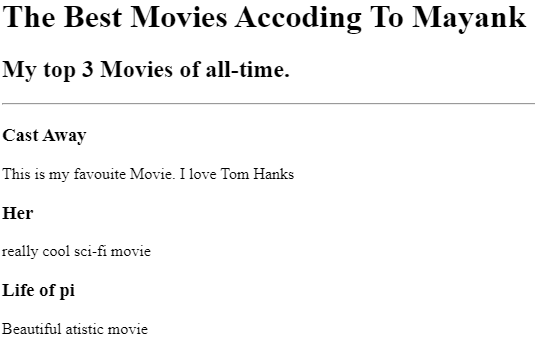 The Best Movies Accoding To Mayank
My top 3 Movies of all-time.
Cast Away
This is my favouite Movie. I love Tom Hanks
Her
really cool sci-fi movie
Life of pi
Beautiful atistic movie